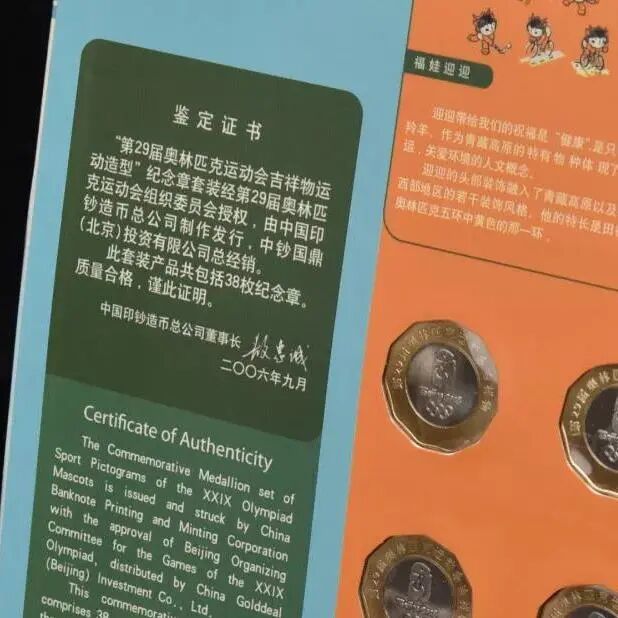 鉴定证书
“第29届奥林匹克运动会吉祥物运
动造型”纪念章套装经第29届奥林匹
克运动会组织委员会授权，由中国印
钞造币总公司制作发行，中钞国鼎
(北京)投资有限公司总经销。
此套装产品共包括38枚纪念章。
质量合格，谨此证明。
中国印钞造币总公司董事长
二〇〇六年九月
Certificate of Authenticity
The Commemorative Medallion set of
Sport Pictograms of the XXIX Olympiad
Mascots is issued and struck by China
Banknote Printing and Minting Corporation
with the approval of Beijing Organizing
Committee for the Games of the XXIX
Olympiad, distributed by China Golddeal
(Beijing) Investment Co., Ltd.
This commemorative
comprises 38
福娃迎迎
迎迎带给我们的祝福是“健康”.是只
羚羊。作为青藏高原的特有物 种体 现了
运，关爱环境的人文概念。
迎迎的头部装饰融入了青藏高原以及
西部地区的若干装饰风格。他的特长是田径
奥林匹克五环中黄色的那一环 。